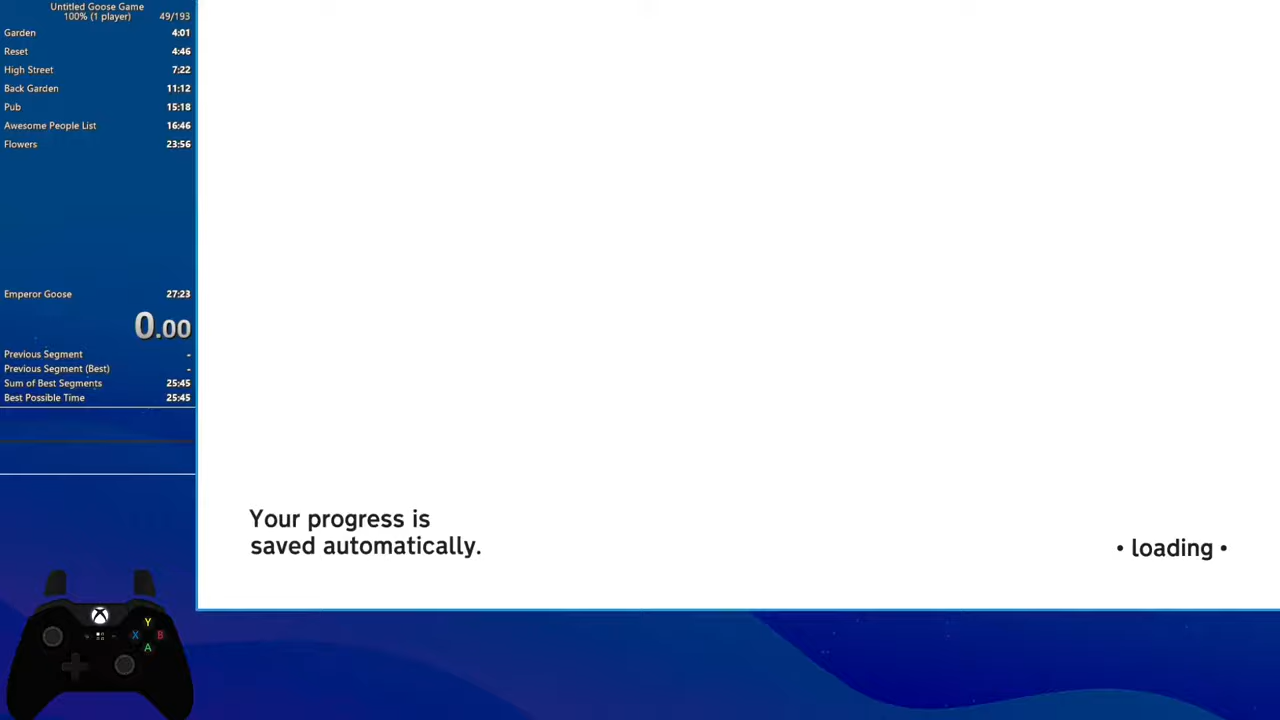 Untitled Goose Game
100% (1 player) 49/193
Garden 4:01
Reset 4:46
High Street 7:22
Back Garden 11:12
Pub 15:18
Awesome People List 16:46
Flowers 23:56
Emperor Goose 27:23
0.00
Previous Segment -
Previous Segment (Best) -
Sum of Best Segments 25:45
Best Possible Time 25:45
Your progress is
saved automatically.
• loading •
Y
X B
A